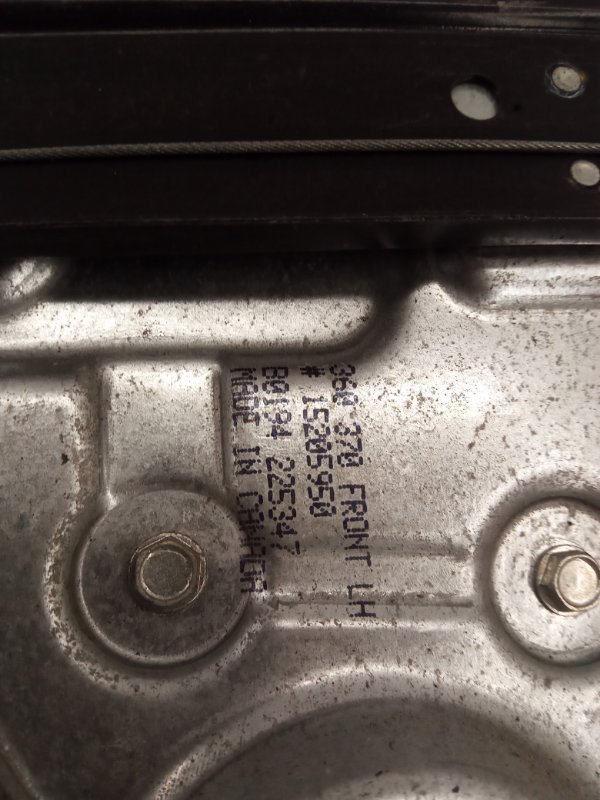 360 370 FRONT LH
# 15205950
B0194 225347
MADE IN CANADA